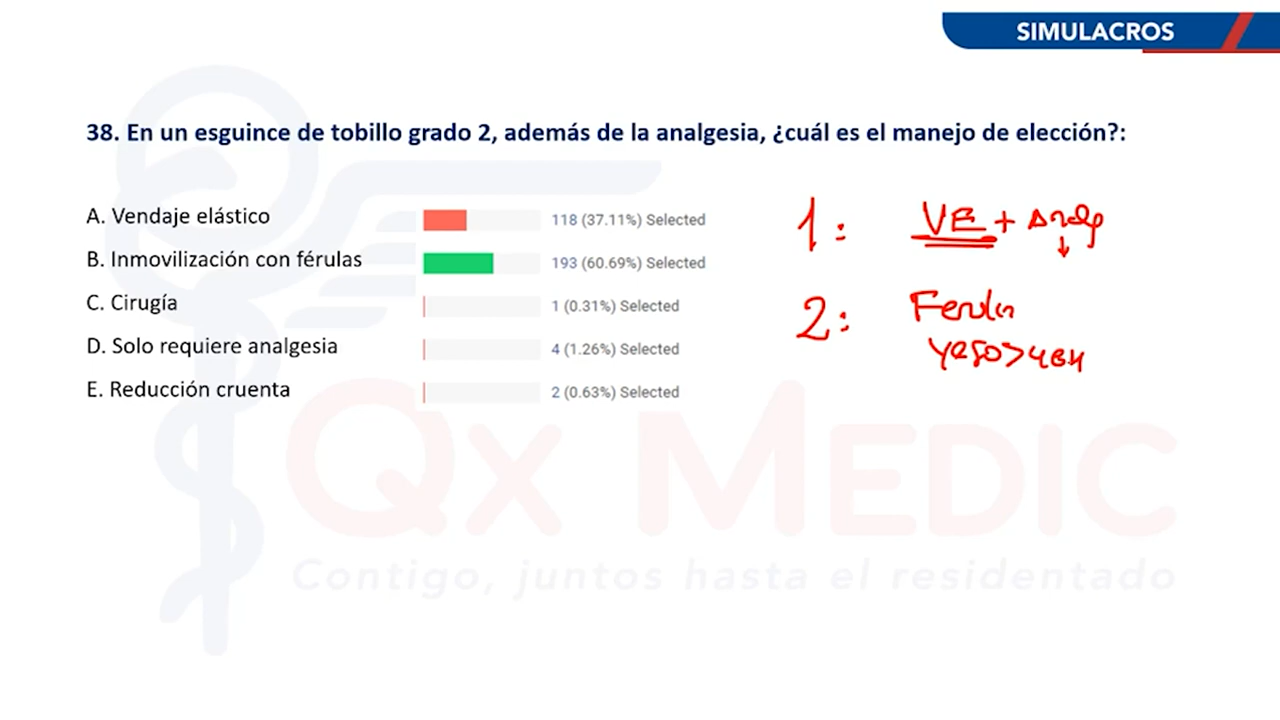 SIMULACROS
38. En un esguince de tobillo grado 2, además de la analgesia, ¿cuál es el manejo de elección?:
A. Vendaje elástico 118 (37.11%) Selected
B. Inmovilización con férulas 193 (60.69%) Selected
C. Cirugía 1 (0.31%) Selected
D. Solo requiere analgesia 4 (1.26%) Selected
E. Reducción cruenta 2 (0.63%) Selected
1: VE + Analg
2: Ferula
yeso > 48H
QX MEDIC
Contigo, juntos hasta el residentado